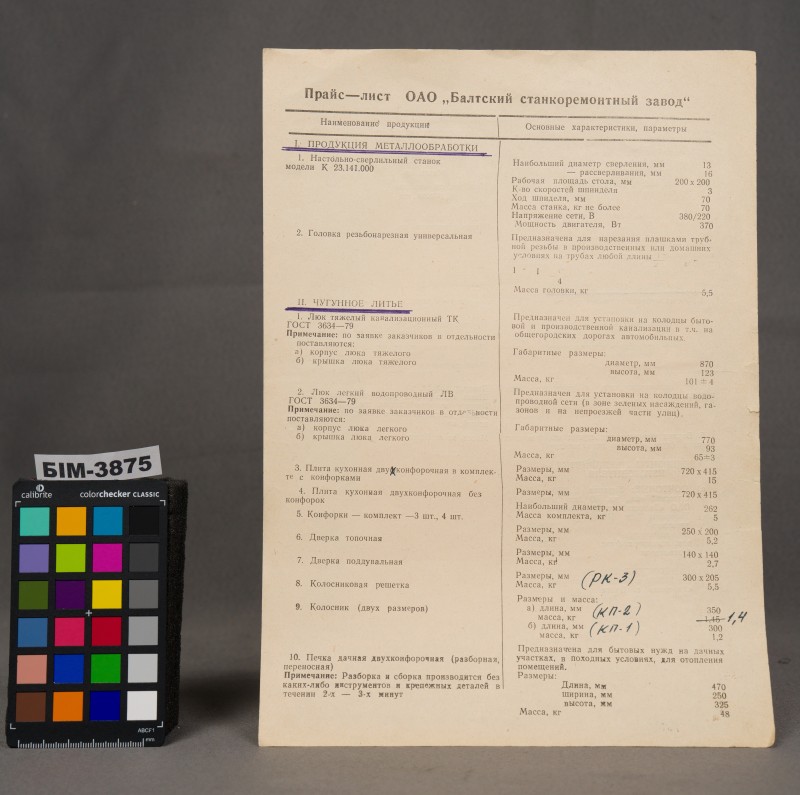 Прайс—лист ОАО „Балтский станкоремонтный завод“
Наименование продукции
Основные характеристики, параметры
I. ПРОДУКЦИЯ МЕТАЛЛООБРАБОТКИ
1. Настольно-сверлильный станок
модели К 23.141.000
Наибольший диаметр сверления, мм 13
— рассверливания, мм 16
Рабочая площадь стола, мм 200 х 200
К-во скоростей шпинделя 3
Ход шпинделя, мм 70
Масса станка, кг не более 70
Напряжение сети, В 380/220
Мощность двигателя, Вт 370
2. Головка резьбонарезная универсальная
Предназначена для нарезания плашками труб-
ной резьбы в производственных или домашних
условиях на трубах любой длины
1 1
4
Масса головки, кг 5,5
II. ЧУГУННОЕ ЛИТЬЕ
1. Люк тяжелый канализационный ТК
ГОСТ 3634—79
Примечание: по заявке заказчиков в отдельности
поставляются:
а) корпус люка тяжелого
б) крышка люка тяжелого
Предназначен для установки на колодцы быто-
вой и производственной канализации в т.ч. на
общегородских дорогах автомобильных.
Габаритные размеры:
диаметр, мм 870
высота, мм 123
Масса, кг 101 ÷ 4
2. Люк легкий водопроводный ЛВ
ГОСТ 3634—79
Примечание: по заявке заказчиков в отдельности
поставляются:
а) корпус люка легкого
б) крышка люка легкого
Предназначен для установки на колодцы водо-
проводной сети (в зоне зеленых насаждений, га-
зонов и на непроезжей части улиц).
Габаритные размеры:
диаметр, мм 770
высота, мм 93
Масса, кг 65÷3
3. Плита кухонная двухконфорочная в комплек-
те с конфорками
Размеры, мм 720 х 415
Масса, кг 15
4. Плита кухонная двухконфорочная без
конфорок
Размеры, мм 720 х 415
5. Конфорки — комплект —3 шт., 4 шт.
Наибольший диаметр, мм 262
Масса комплекта, кг 5
6. Дверка топочная
Размеры, мм 250 х 200
Масса, кг 5,2
7. Дверка поддувальная
Размеры, мм 140 х 140
Масса, кг 2,7
8. Колосниковая решетка
Размеры, мм (РК-3) 300 х 205
Масса, кг 5,5
9. Колосник (двух размеров)
Размеры и масса:
а) длина, мм (КП-2) 350
масса, кг 1,45 1,4
б) длина, мм (КП-1) 300
масса, кг 1,2
10. Печка дачная двухконфорочная (разборная,
переносная)
Примечание: Разборка и сборка производится без
каких-либо инструментов и крепежных деталей в
течении 2-х — 3-х минут
Предназначена для бытовых нужд на дачных
участках, в походных условиях, для отопления
помещений.
Размеры:
Длина, мм 470
ширина, мм 250
высота, мм 325
Масса, кг 18
БІМ-3875
calibrite colorchecker CLASSIC
ABCF1
mm